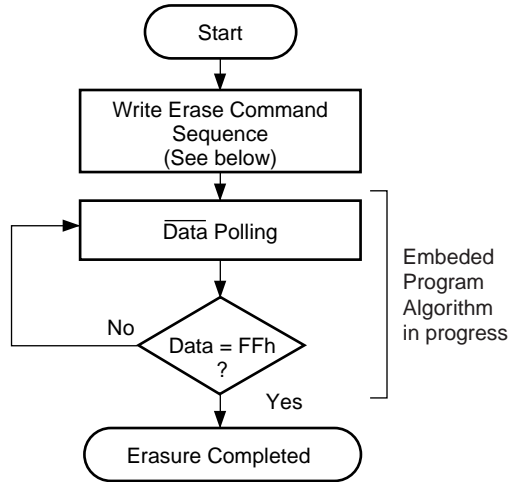 Start
Write Erase Command
Sequence
(See below)
Data Polling
Embeded
Program
Algorithm
in progress
No
Data = FFh
?
Yes
Erasure Completed